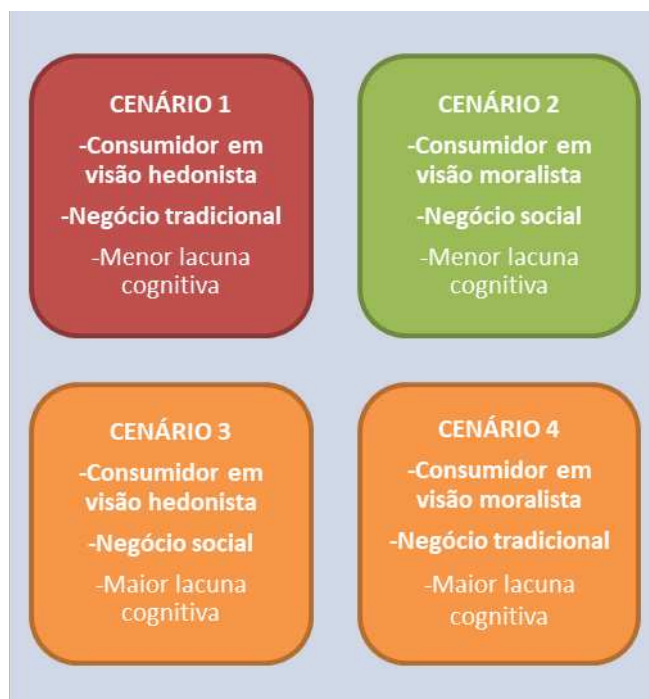 CENÁRIO 1
-Consumidor em
visão hedonista
-Negócio tradicional
-Menor lacuna
cognitiva
CENÁRIO 2
-Consumidor em
visão moralista
-Negócio social
-Menor lacuna
cognitiva
CENÁRIO 3
-Consumidor em
visão hedonista
-Negócio social
-Maior lacuna
cognitiva
CENÁRIO 4
-Consumidor em
visão moralista
-Negócio tradicional
-Maior lacuna
cognitiva